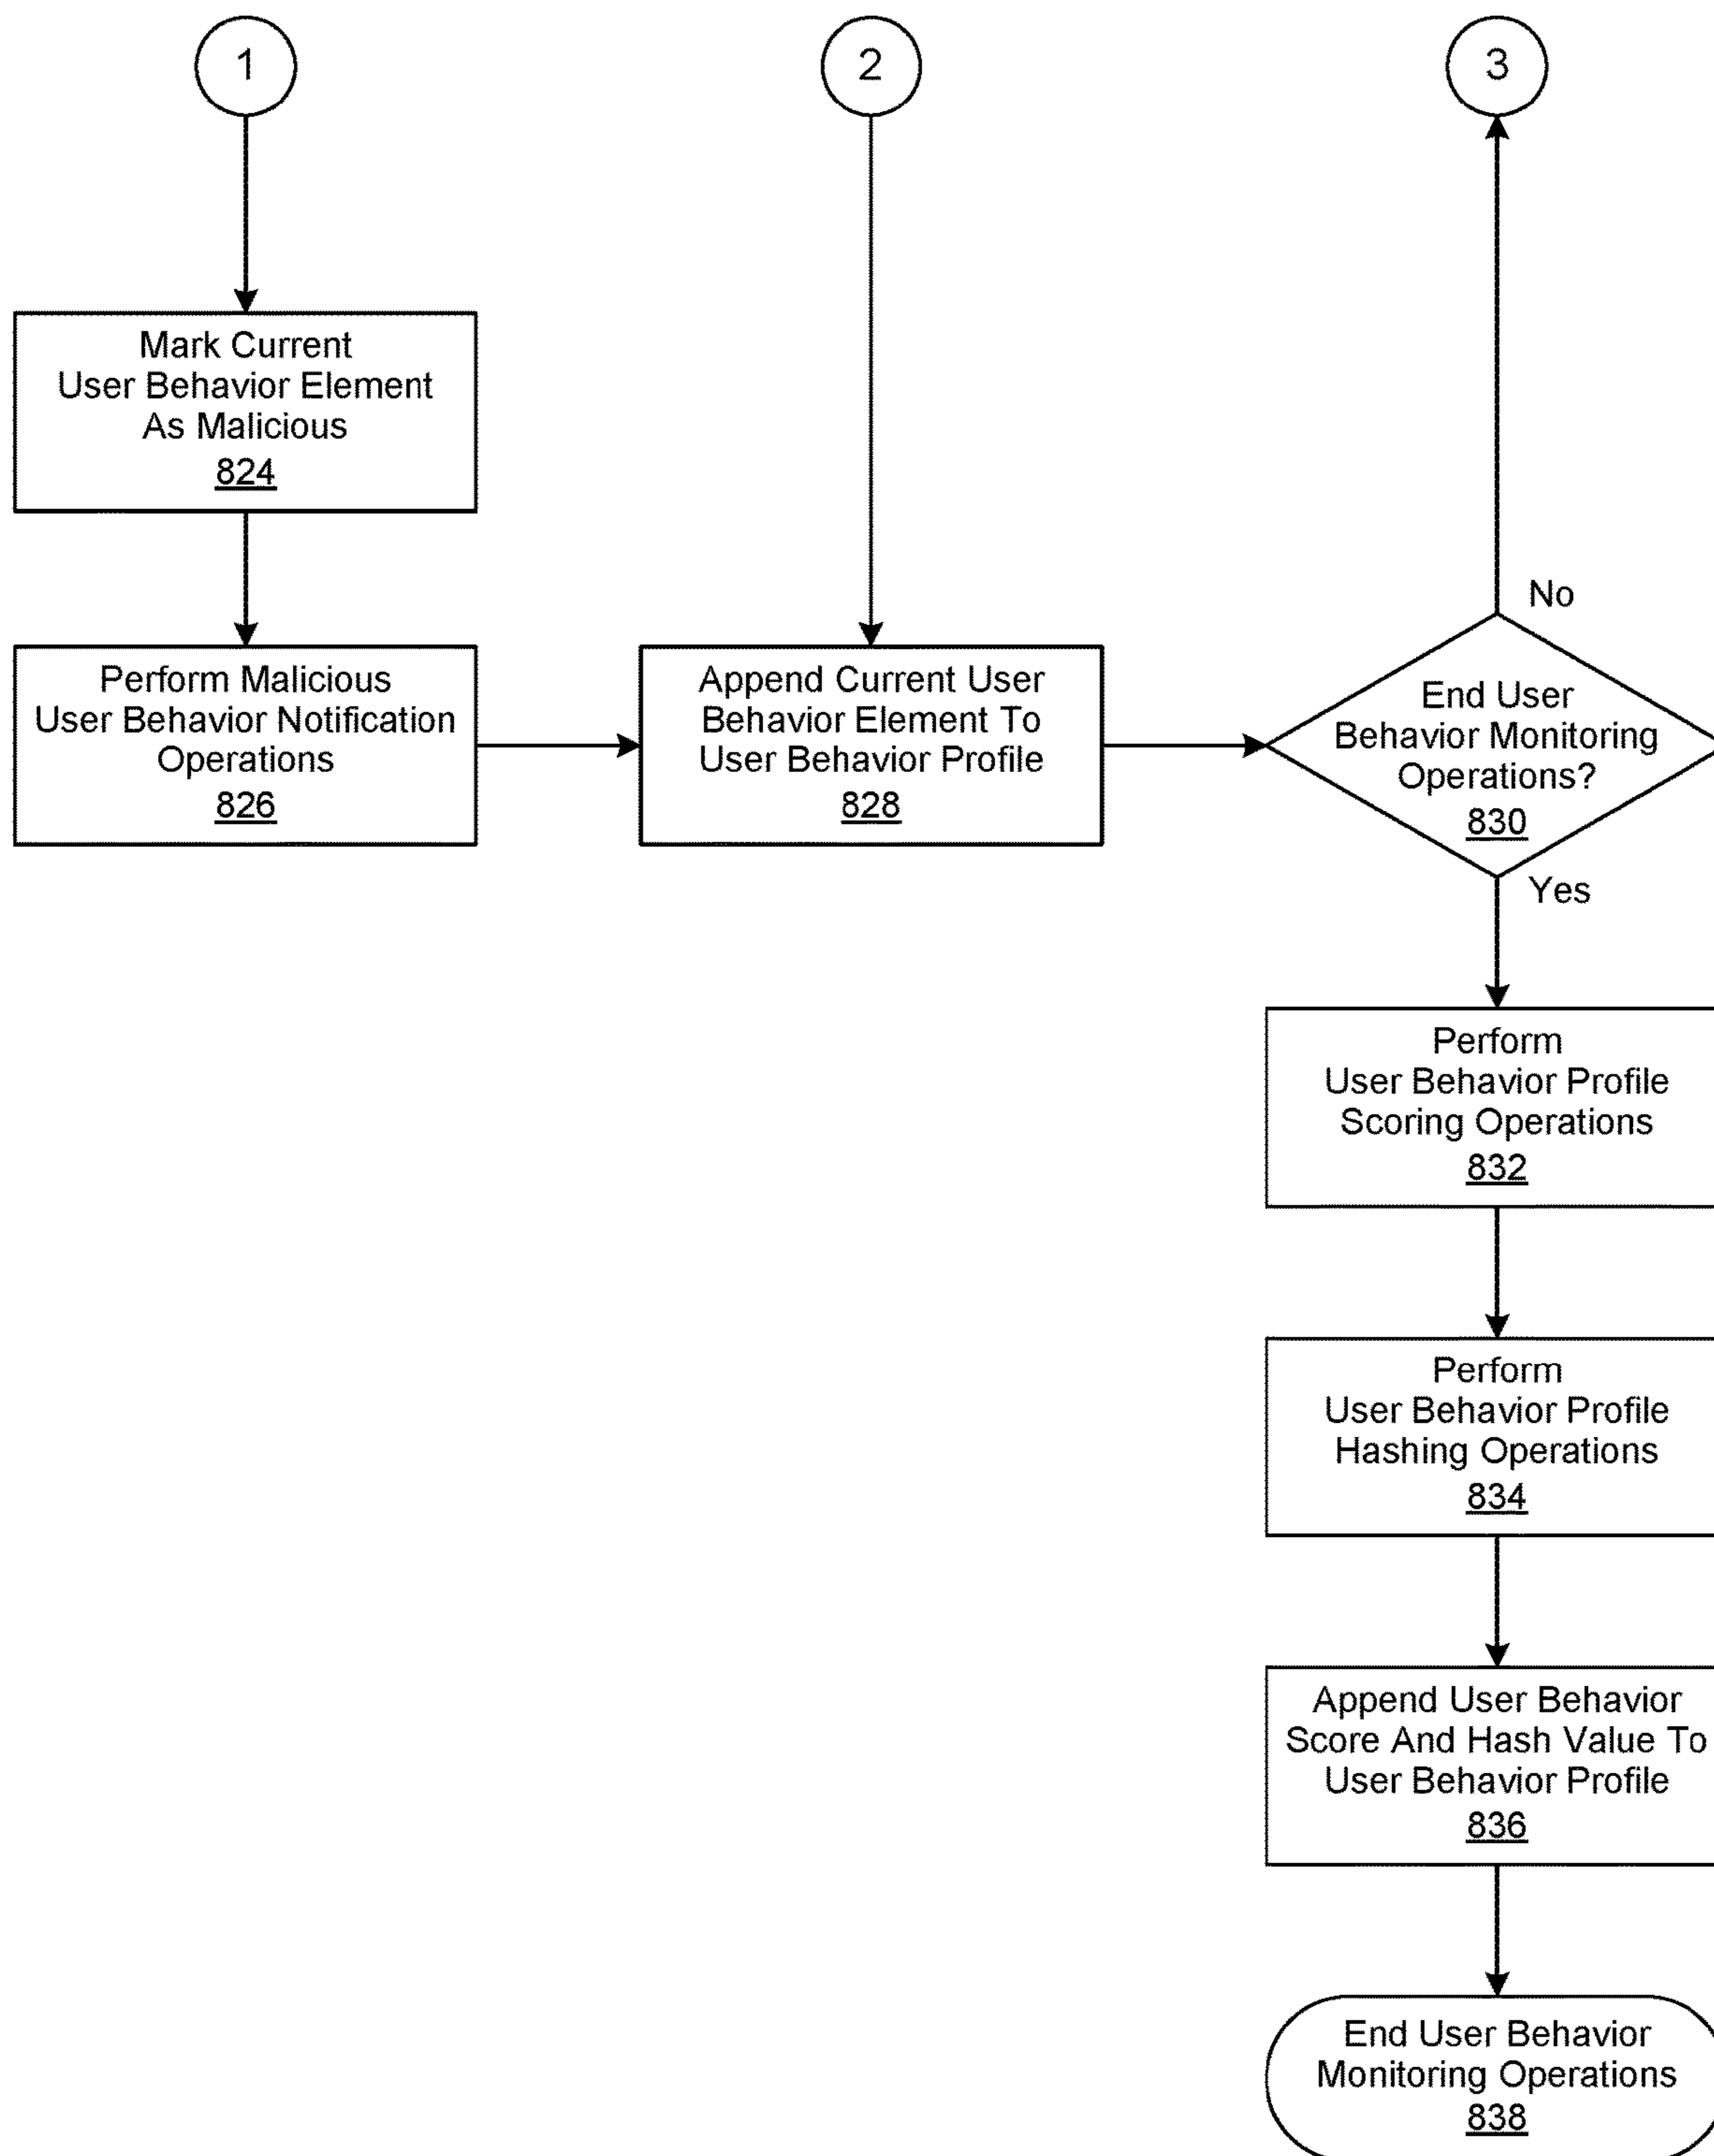 1
2
3
Mark Current
User Behavior Element
As Malicious
824
Perform Malicious
User Behavior Notification
Operations
826
Append Current User
Behavior Element To
User Behavior Profile
828
No
End User
Behavior Monitoring
Operations?
830
Yes
Perform
User Behavior Profile
Scoring Operations
832
Perform
User Behavior Profile
Hashing Operations
834
Append User Behavior
Score And Hash Value To
User Behavior Profile
836
End User Behavior
Monitoring Operations
838